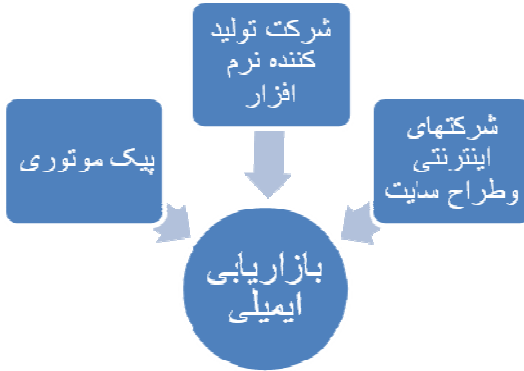 شرکت تولید
کننده نرم
افزار
شرکتهای
اینترنتی
وطراح سایت
پیک موتوری
بازاریابی
ایمیلی